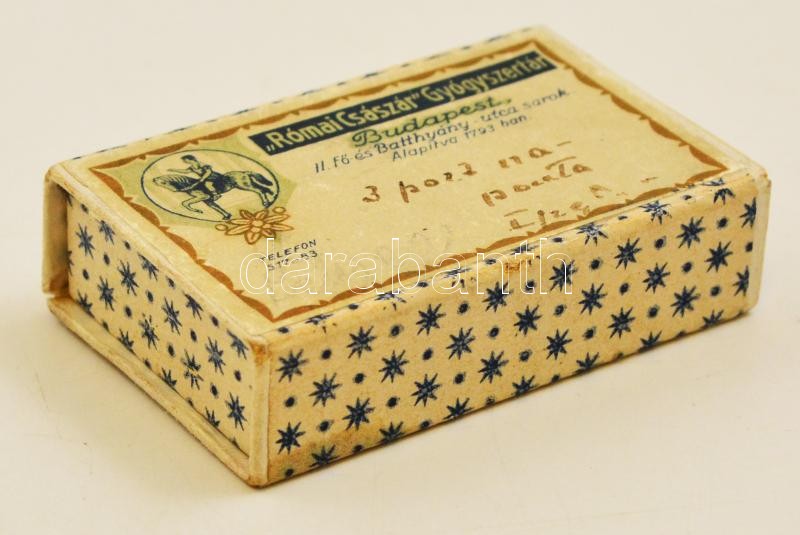 "Római Császár" Gyógyszertár
Budapest,
II. Fő és Batthyány-utca sarok
Alapítva 1793 ban.
3 port na-
ponta
TELEFON
darabanth